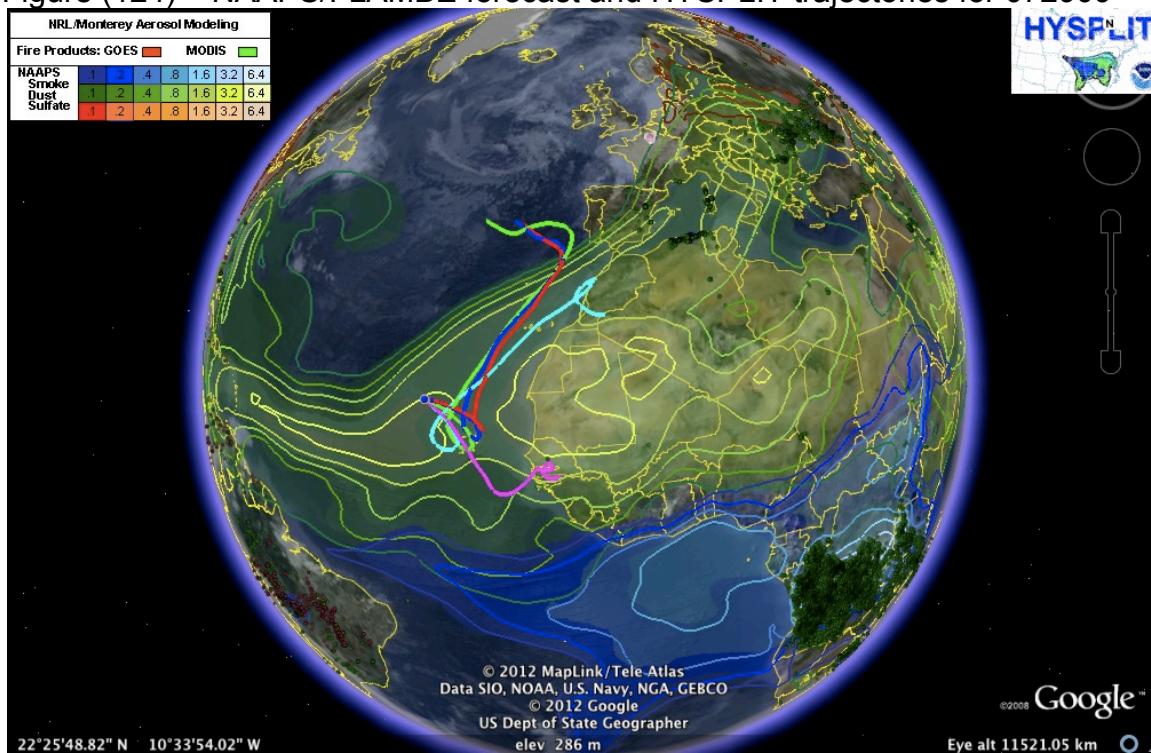 NRL/Monterey Aerosol Modeling
Fire Products: GOES MODIS
NAAPS
Smoke .1 .2 .4 .8 1.6 3.2 6.4
Dust .1 .2 .4 .8 1.6 3.2 6.4
Sulfate .1 .2 .4 .8 1.6 3.2 6.4
HYSPLIT
N
© 2012 MapLink/Tele Atlas
Data SIO, NOAA, U.S. Navy, NGA, GEBCO
© 2012 Google
US Dept of State Geographer
©2008 Google™
22°25'48.82" N 10°33'54.02" W elev 286 m Eye alt 11521.05 km